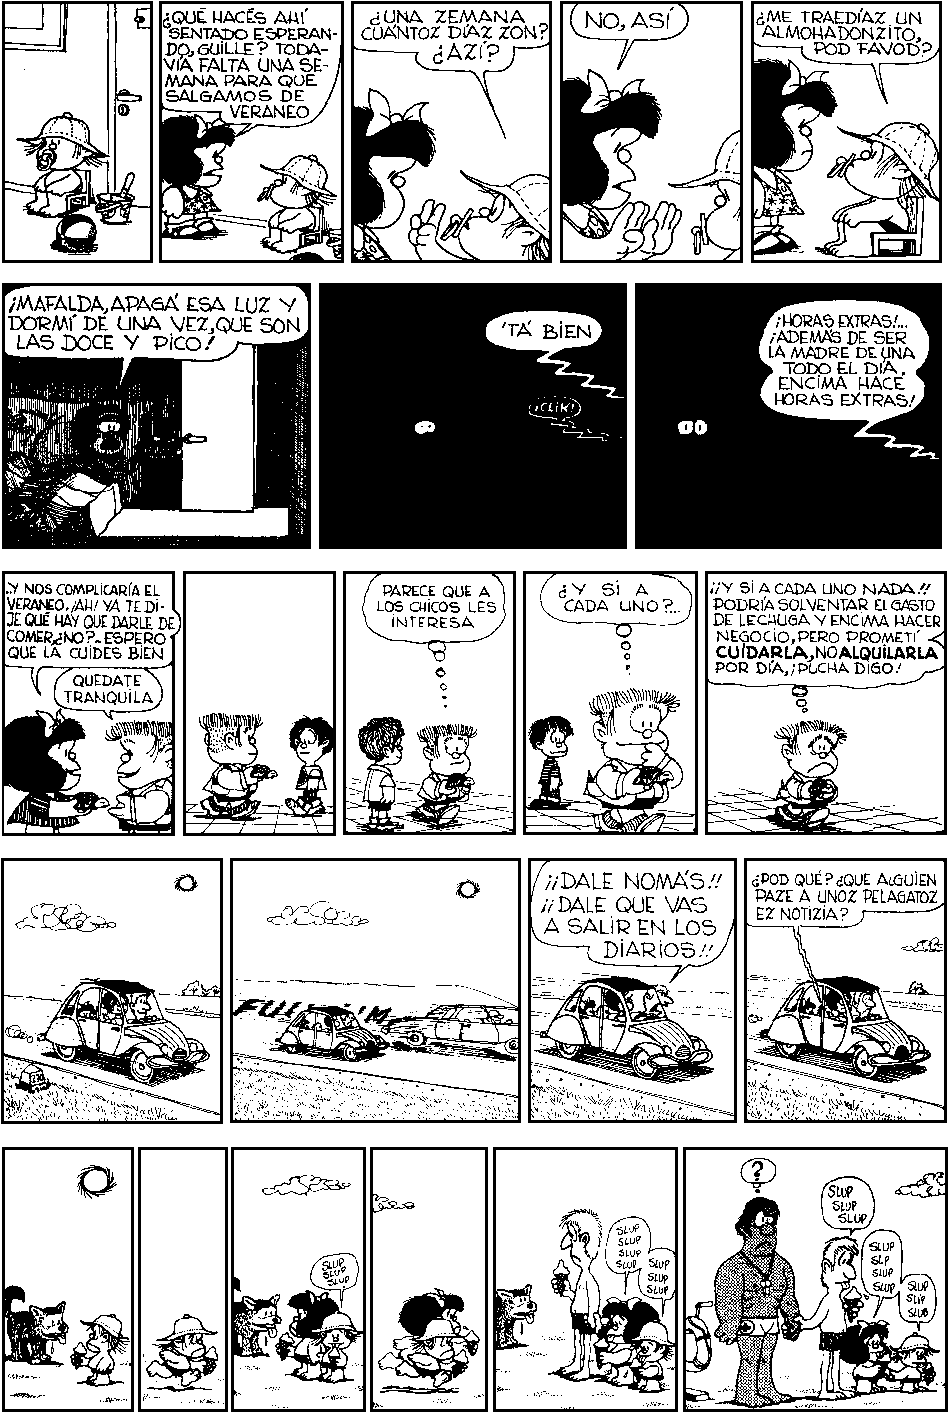 ¿QUÉ HACÉS AHÍ
SENTADO ESPERAN-
DO, GUILLE? TODA-
VÍA FALTA UNA SE-
MANA PARA QUE
SALGAMOS DE
VERANEO
¿UNA ZEMANA
CUÁNTOZ DÍAZ ZON?
¿AZÍ?
NO, ASÍ
¿ME TRAEDÍAZ UN
ALMOHADONZITO,
POD FAVOD?
¡MAFALDA, APAGÁ ESA LUZ Y
DORMÍ DE UNA VEZ, QUE SON
LAS DOCE Y PICO!
'TÁ BIEN
¡CLIK!
¡HORAS EXTRAS!...
¡ADEMÁS DE SER
LA MADRE DE UNA
TODO EL DÍA,
ENCIMA HACE
HORAS EXTRAS!
..Y NOS COMPLICARÍA EL
VERANEO. ¡AH! YA TE DI-
JE QUÉ HAY QUE DARLE DE
COMER, ¿NO?.. ESPERO
QUE LA CUIDES BIEN
QUEDATE
TRANQUILA
PARECE QUE A
LOS CHICOS LES
INTERESA
¿Y SI A
CADA UNO?..
¡¡Y SI A CADA UNO NADA!!
PODRÍA SOLVENTAR EL GASTO
DE LECHUGA Y ENCIMA HACER
NEGOCIO, PERO PROMETÍ
CUIDARLA, NO ALQUILARLA
POR DÍA, ¡PUCHA DIGO!
¡¡DALE NOMÁS!!
¡¡DALE QUE VAS
A SALIR EN LOS
DIARIOS!!
¿POD QUÉ? ¿QUE ALGUIEN
PAZE A UNOZ PELAGATOZ
EZ NOTIZIA?
SLUP
SLUP
SLUP
SLUP
SLUP
SLUP
SLUP
SLUP
SLUP
SLUP
?
SLUP
SLUP
SLUP
SLUP
SLP
SLUP
SLUP
SLUP
SLUP
SLUP